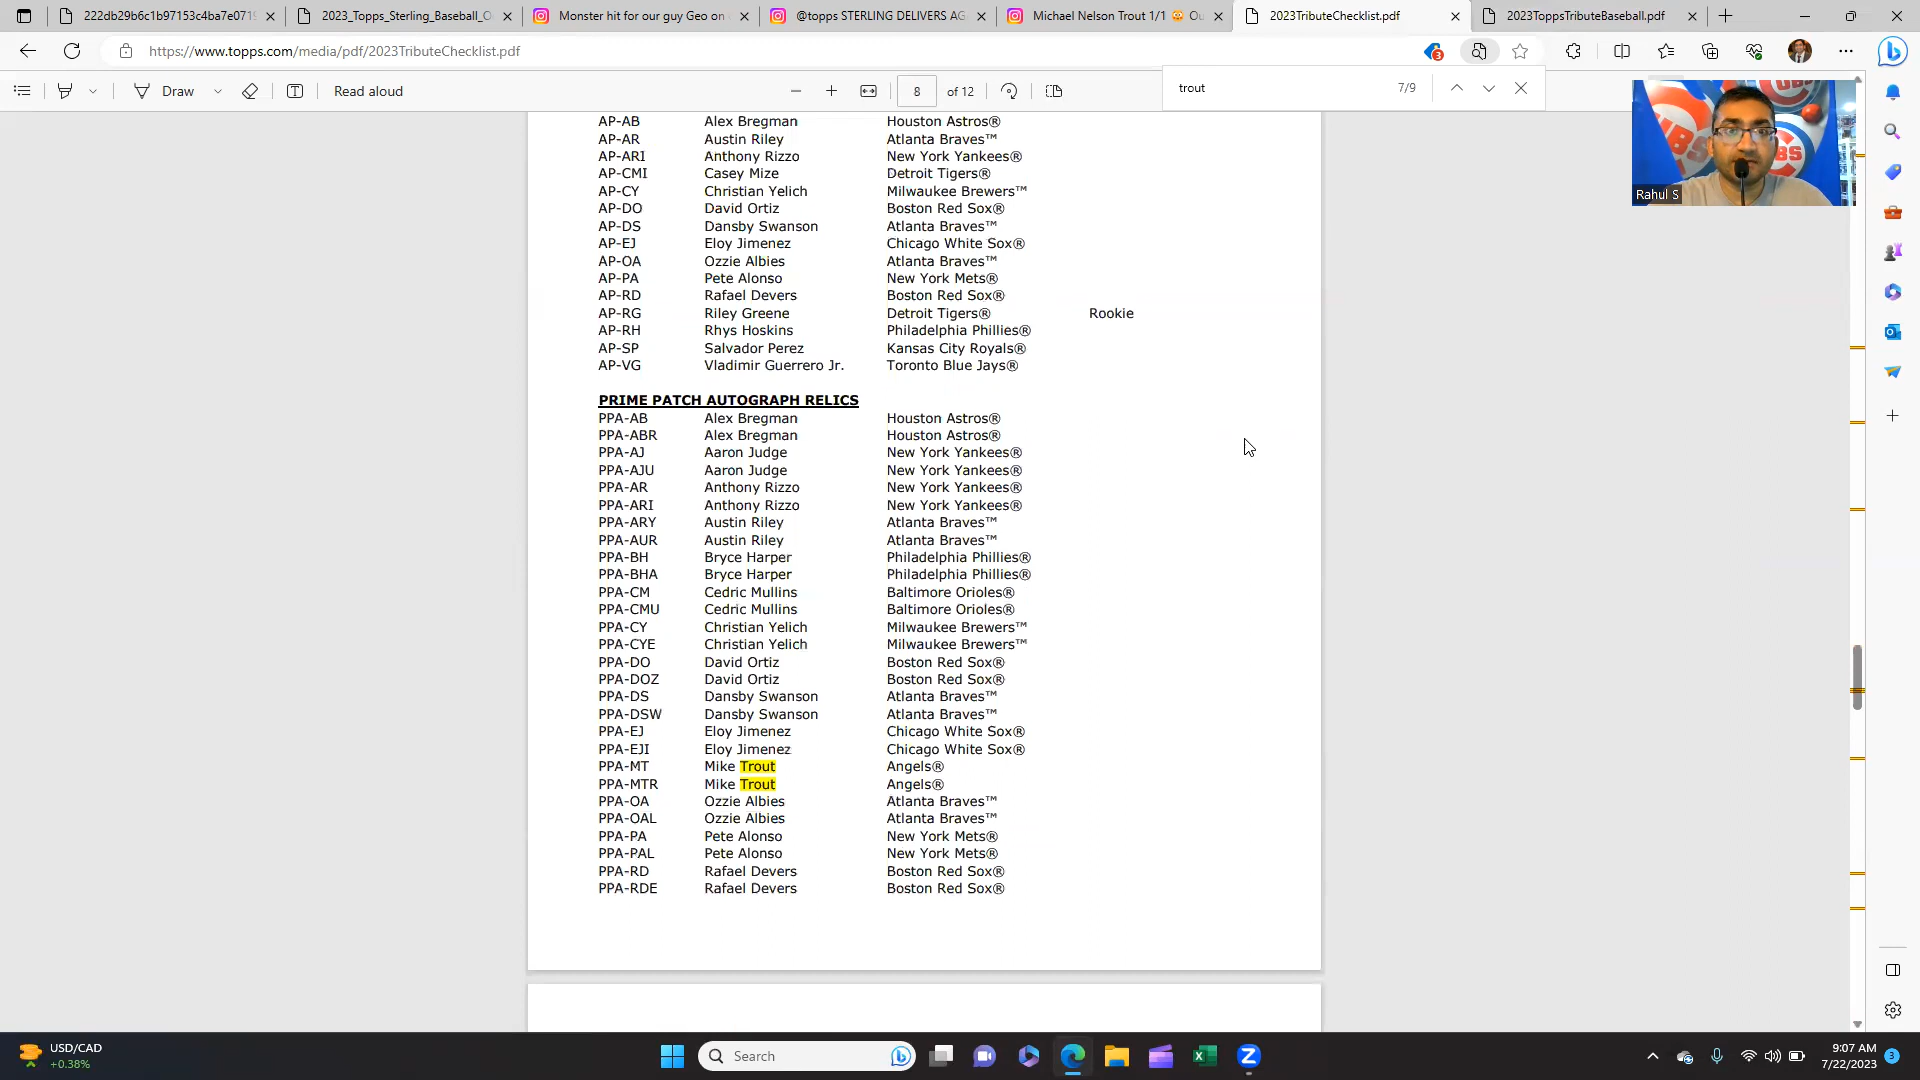 222db29b6c1b97153c4ba7e0719
2023_Topps_Sterling_Baseball_O
Monster hit for our guy Geo on
@topps STERLING DELIVERS AG
Michael Nelson Trout 1/1 😳 Ou
2023TributeChecklist.pdf
2023ToppsTributeBaseball.pdf
https://www.topps.com/media/pdf/2023TributeChecklist.pdf
3
Draw
Read aloud
8 of 12
trout 7/9
AP-AB Alex Bregman Houston Astros®
AP-AR Austin Riley Atlanta Braves™
AP-ARI Anthony Rizzo New York Yankees®
AP-CMI Casey Mize Detroit Tigers®
AP-CY Christian Yelich Milwaukee Brewers™
AP-DO David Ortiz Boston Red Sox®
AP-DS Dansby Swanson Atlanta Braves™
AP-EJ Eloy Jimenez Chicago White Sox®
AP-OA Ozzie Albies Atlanta Braves™
AP-PA Pete Alonso New York Mets®
AP-RD Rafael Devers Boston Red Sox®
AP-RG Riley Greene Detroit Tigers® Rookie
AP-RH Rhys Hoskins Philadelphia Phillies®
AP-SP Salvador Perez Kansas City Royals®
AP-VG Vladimir Guerrero Jr. Toronto Blue Jays®
PRIME PATCH AUTOGRAPH RELICS
PPA-AB Alex Bregman Houston Astros®
PPA-ABR Alex Bregman Houston Astros®
PPA-AJ Aaron Judge New York Yankees®
PPA-AJU Aaron Judge New York Yankees®
PPA-AR Anthony Rizzo New York Yankees®
PPA-ARI Anthony Rizzo New York Yankees®
PPA-ARY Austin Riley Atlanta Braves™
PPA-AUR Austin Riley Atlanta Braves™
PPA-BH Bryce Harper Philadelphia Phillies®
PPA-BHA Bryce Harper Philadelphia Phillies®
PPA-CM Cedric Mullins Baltimore Orioles®
PPA-CMU Cedric Mullins Baltimore Orioles®
PPA-CY Christian Yelich Milwaukee Brewers™
PPA-CYE Christian Yelich Milwaukee Brewers™
PPA-DO David Ortiz Boston Red Sox®
PPA-DOZ David Ortiz Boston Red Sox®
PPA-DS Dansby Swanson Atlanta Braves™
PPA-DSW Dansby Swanson Atlanta Braves™
PPA-EJ Eloy Jimenez Chicago White Sox®
PPA-EJI Eloy Jimenez Chicago White Sox®
PPA-MT Mike Trout Angels®
PPA-MTR Mike Trout Angels®
PPA-OA Ozzie Albies Atlanta Braves™
PPA-OAL Ozzie Albies Atlanta Braves™
PPA-PA Pete Alonso New York Mets®
PPA-PAL Pete Alonso New York Mets®
PPA-RD Rafael Devers Boston Red Sox®
PPA-RDE Rafael Devers Boston Red Sox®
UBS
BS
Rahul S
USD/CAD
+0.38%
Search
9:07 AM
7/22/2023
3